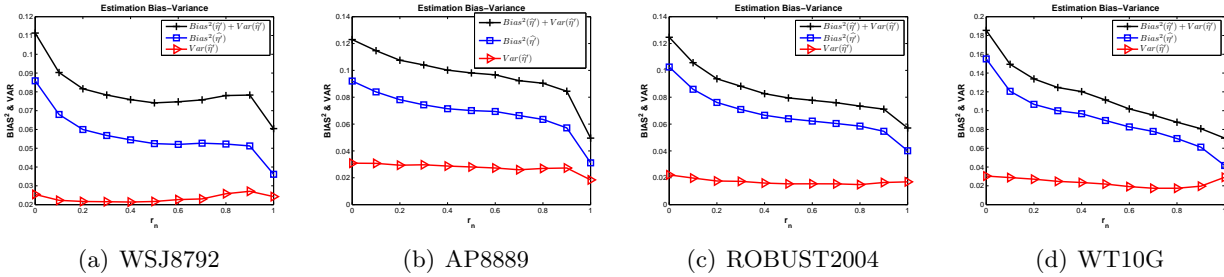 Estimation Bias−Variance
Bias²(η̂′) + Var(η̂′)
Bias²(η̂′)
Var(η̂′)
BIAS² & VAR
0.12
0.11
0.1
0.09
0.08
0.07
0.06
0.05
0.04
0.03
0.02
0 0.2 0.4 0.6 0.8 1
r_n
(a) WSJ8792
Estimation Bias−Variance
Bias²(η̂′) + Var(η̂′)
Bias²(η̂′)
Var(η̂′)
BIAS² & VAR
0.14
0.12
0.1
0.08
0.06
0.04
0.02
0
0 0.2 0.4 0.6 0.8 1
r_n
(b) AP8889
Estimation Bias−Variance
Bias²(η̂′) + Var(η̂′)
Bias²(η̂′)
Var(η̂′)
BIAS² & VAR
0.14
0.12
0.1
0.08
0.06
0.04
0.02
0
0 0.2 0.4 0.6 0.8 1
r_n
(c) ROBUST2004
Estimation Bias−Variance
Bias²(η̂′) + Var(η̂′)
Bias²(η̂′)
Var(η̂′)
BIAS² & VAR
0.2
0.18
0.16
0.14
0.12
0.1
0.08
0.06
0.04
0.02
0
0 0.2 0.4 0.6 0.8 1
r_n
(d) WT10G